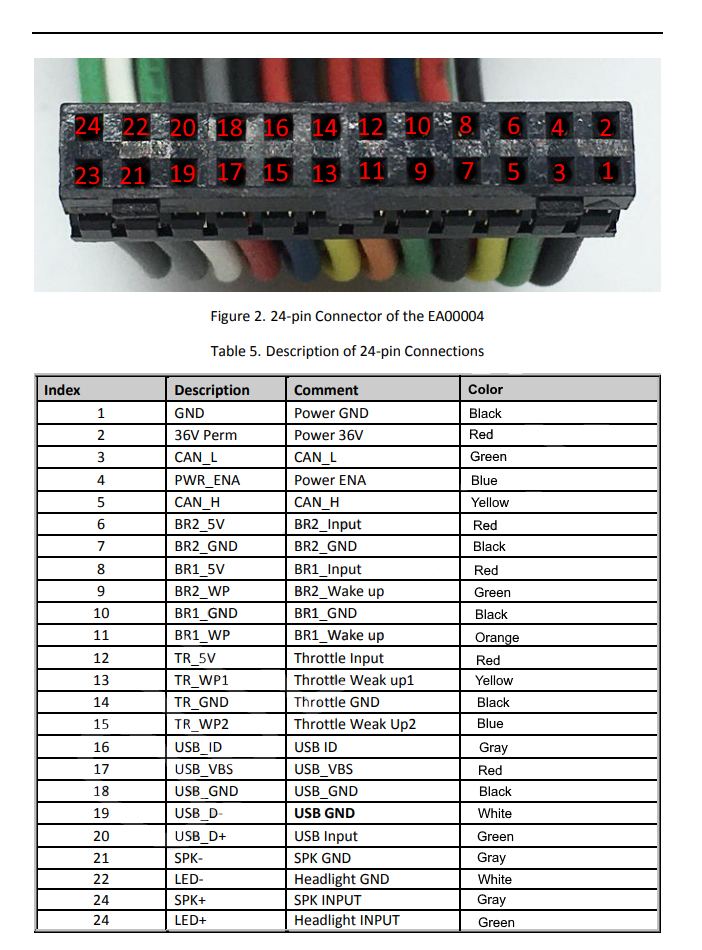 24 22 20 18 16 14 12 10 8 6 4 2
23 21 19 17 15 13 11 9 7 5 3 1
Figure 2. 24-pin Connector of the EA00004
Table 5. Description of 24-pin Connections
Index Description Comment Color
1 GND Power GND Black
2 36V Perm Power 36V Red
3 CAN_L CAN_L Green
4 PWR_ENA Power ENA Blue
5 CAN_H CAN_H Yellow
6 BR2_5V BR2_Input Red
7 BR2_GND BR2_GND Black
8 BR1_5V BR1_Input Red
9 BR2_WP BR2_Wake up Green
10 BR1_GND BR1_GND Black
11 BR1_WP BR1_Wake up Orange
12 TR_5V Throttle Input Red
13 TR_WP1 Throttle Weak up1 Yellow
14 TR_GND Throttle GND Black
15 TR_WP2 Throttle Weak Up2 Blue
16 USB_ID USB ID Gray
17 USB_VBS USB_VBS Red
18 USB_GND USB_GND Black
19 USB_D- USB GND White
20 USB_D+ USB Input Green
21 SPK- SPK GND Gray
22 LED- Headlight GND White
24 SPK+ SPK INPUT Gray
24 LED+ Headlight INPUT Green